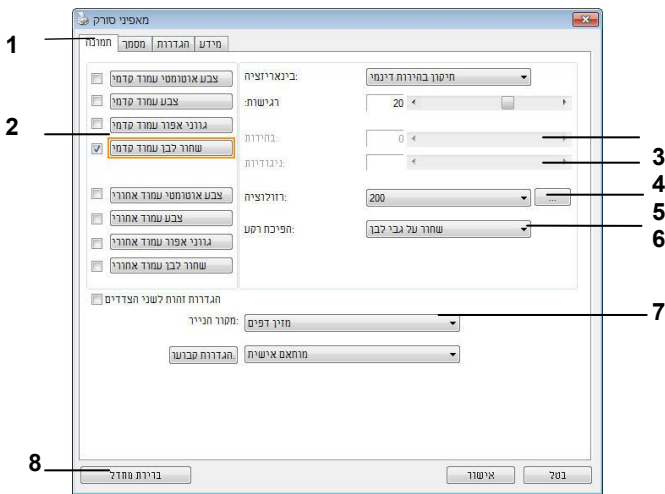 מאפיני סורק
1
תמונה מסמך הגדרות מידע
2
צבע אוטומטי עמוד קדמי
צבע עמוד קדמי
גווני אפור עמוד קדמי
שחור לבן עמוד קדמי
צבע אוטומטי עמוד אחורי
צבע עמוד אחורי
גווני אפור עמוד אחורי
שחור לבן עמוד אחורי
בינאריזציה: תיקון בהירות דינמי
רגישות: 20
בהירות: 0
ניגודיות:
רזולוציה: 200 ...
הפיכת רקע: שחור על גבי לבן
3
4
5
6
הגדרות זהות לשני הצדדים
מקור הנייר: מזין דפים
7
הגדרות קבועו. מותאם אישית
8
ברירת מחדל אישור בטל